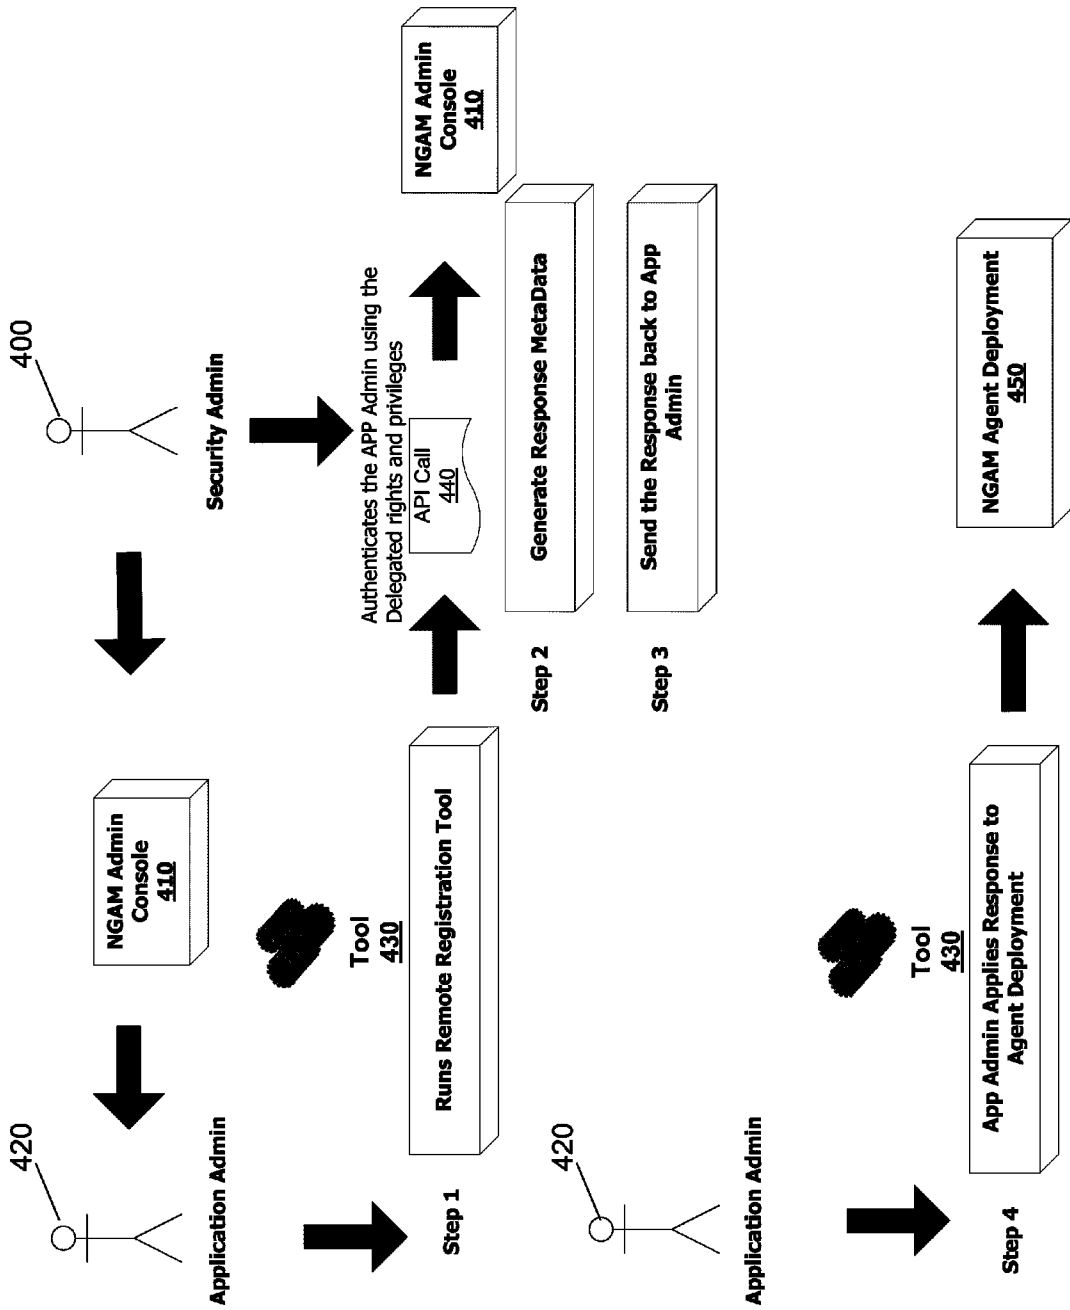 420
Application Admin
NGAM Admin
Console
410
400
Security Admin
Tool
430
Step 1
Runs Remote Registration Tool
Authenticates the APP Admin using the
Delegated rights and privileges
API Call
440
NGAM Admin
Console
410
Step 2
Generate Response MetaData
Step 3
Send the Response back to App
Admin
420
Application Admin
Tool
430
Step 4
App Admin Applies Response to
Agent Deployment
NGAM Agent Deployment
450